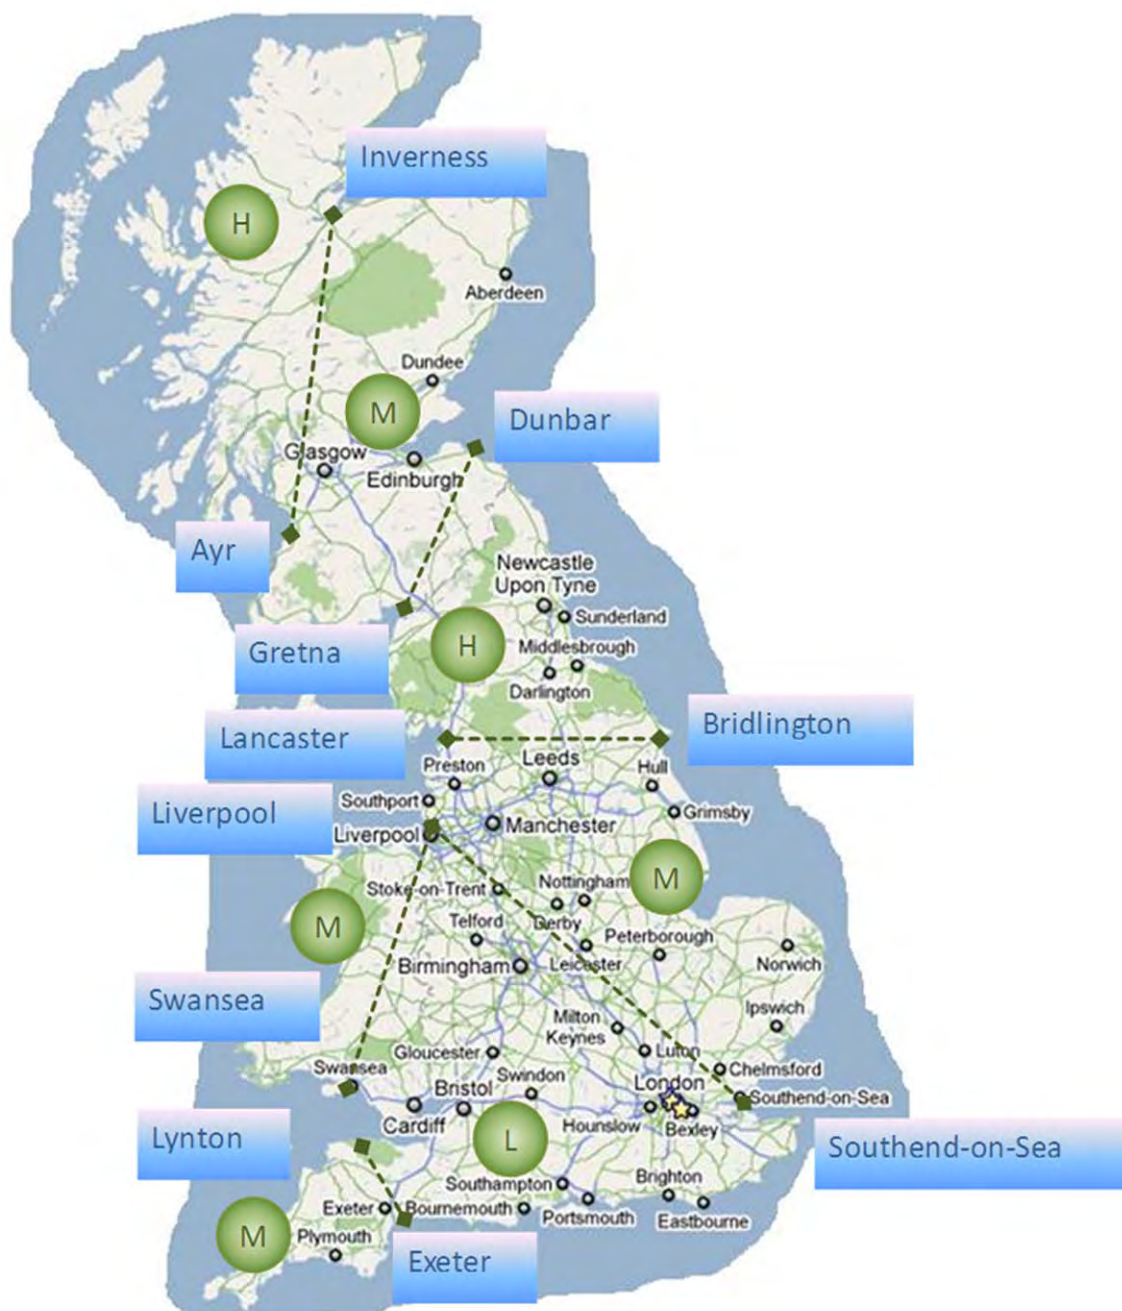 Inverness
H
Aberdeen
Dundee
M
Dunbar
Glasgow
Edinburgh
Ayr
Newcastle
Upon Tyne
Sunderland
Gretna
H
Middlesbrough
Darlington
Lancaster
Bridlington
Preston
Leeds
Hull
Southport
Liverpool
Grimsby
Liverpool
Manchester
M
Stoke-on-Trent
Nottingham
M
Derby
Telford
Peterborough
Birmingham
Leicester
Norwich
Swansea
Ipswich
Milton
Keynes
Gloucester
Luton
Chelmsford
Swansea
Swindon
London
Southend-on-Sea
Bristol
Cardiff
Hounslow
Bexley
Lynton
L
Southend-on-Sea
Southampton
Brighton
Exeter
Bournemouth
Portsmouth
Eastbourne
M
Plymouth
Exeter